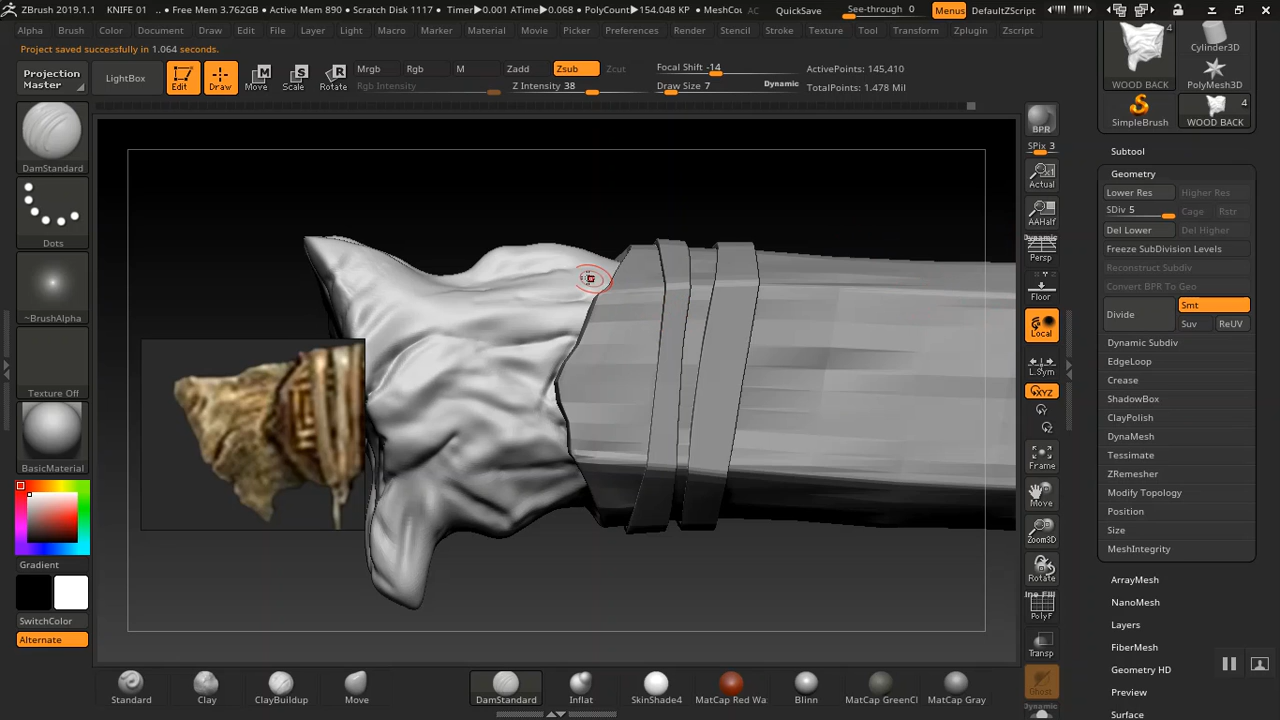 ZBrush 2019.1.1
KNIFE 01
.. • Free Mem 3.762GB • Active Mem 890 • Scratch Disk 1117 • Timer▸0.001 ATime▸0.068 • PolyCount▸154.048 KP • MeshCou
AC
QuickSave
See-through 0
Menus
DefaultZScript
Alpha
Brush
Color
Document
Draw
Edit
File
Layer
Light
Macro
Marker
Material
Movie
Picker
Preferences
Render
Stencil
Stroke
Texture
Tool
Transform
Zplugin
Zscript
Project saved successfully in 1.064 seconds.
Projection
Master
LightBox
Edit
Draw
Move
Scale
Rotate
Mrgb
Rgb
M
Rgb Intensity
Zadd
Zsub
Zcut
Z Intensity 38
Focal Shift -14
Draw Size 7
Dynamic
ActivePoints: 145,410
TotalPoints: 1.478 Mil
DamStandard
Dots
~BrushAlpha
Texture Off
BasicMaterial
Gradient
SwitchColor
Alternate
BPR
SPix 3
Actual
AAHalf
Dynamic
Persp
Floor
Local
L.Sym
XYZ
Frame
Move
Zoom3D
Rotate
Line Fill
PolyF
Transp
Ghost
Dynamic
4
WOOD BACK
Cylinder3D
PolyMesh3D
SimpleBrush
4
WOOD BACK
Subtool
Geometry
Lower Res
Higher Res
SDiv 5
Cage
Rstr
Del Lower
Del Higher
Freeze SubDivision Levels
Reconstruct Subdiv
Convert BPR To Geo
Divide
Smt
Suv
ReUV
Dynamic Subdiv
EdgeLoop
Crease
ShadowBox
ClayPolish
DynaMesh
Tessimate
ZRemesher
Modify Topology
Position
Size
MeshIntegrity
ArrayMesh
NanoMesh
Layers
FiberMesh
Geometry HD
Preview
Surface
Standard
Clay
ClayBuildup
Move
DamStandard
Inflat
SkinShade4
MatCap Red Wa
Blinn
MatCap GreenCl
MatCap Gray